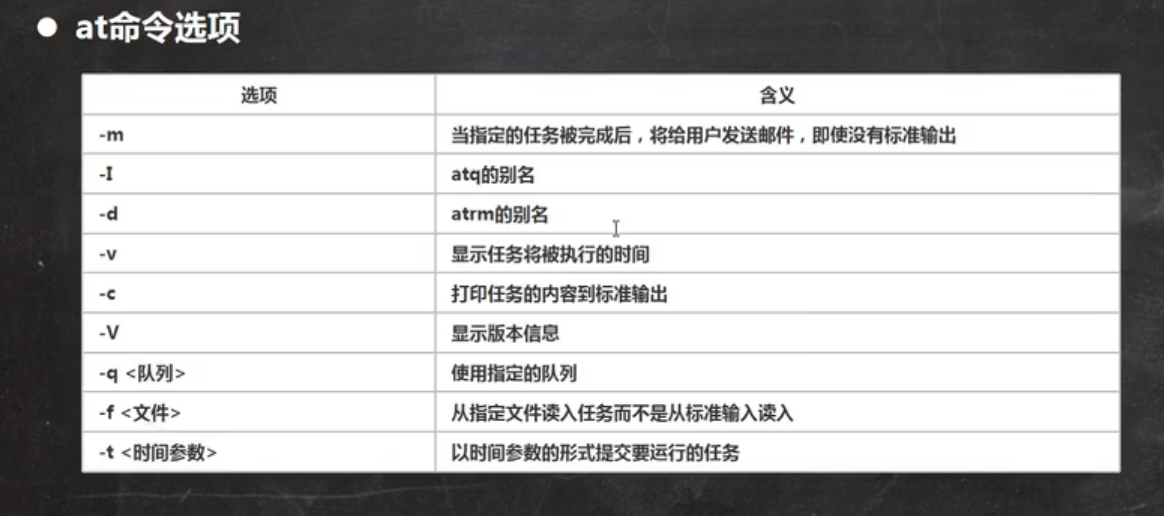 ● at命令选项
选项 含义
-m 当指定的任务被完成后，将给用户发送邮件，即使没有标准输出
-I atq的别名
-d atrm的别名
-v 显示任务将被执行的时间
-c 打印任务的内容到标准输出
-V 显示版本信息
-q <队列> 使用指定的队列
-f <文件> 从指定文件读入任务而不是从标准输入读入
-t <时间参数> 以时间参数的形式提交要运行的任务